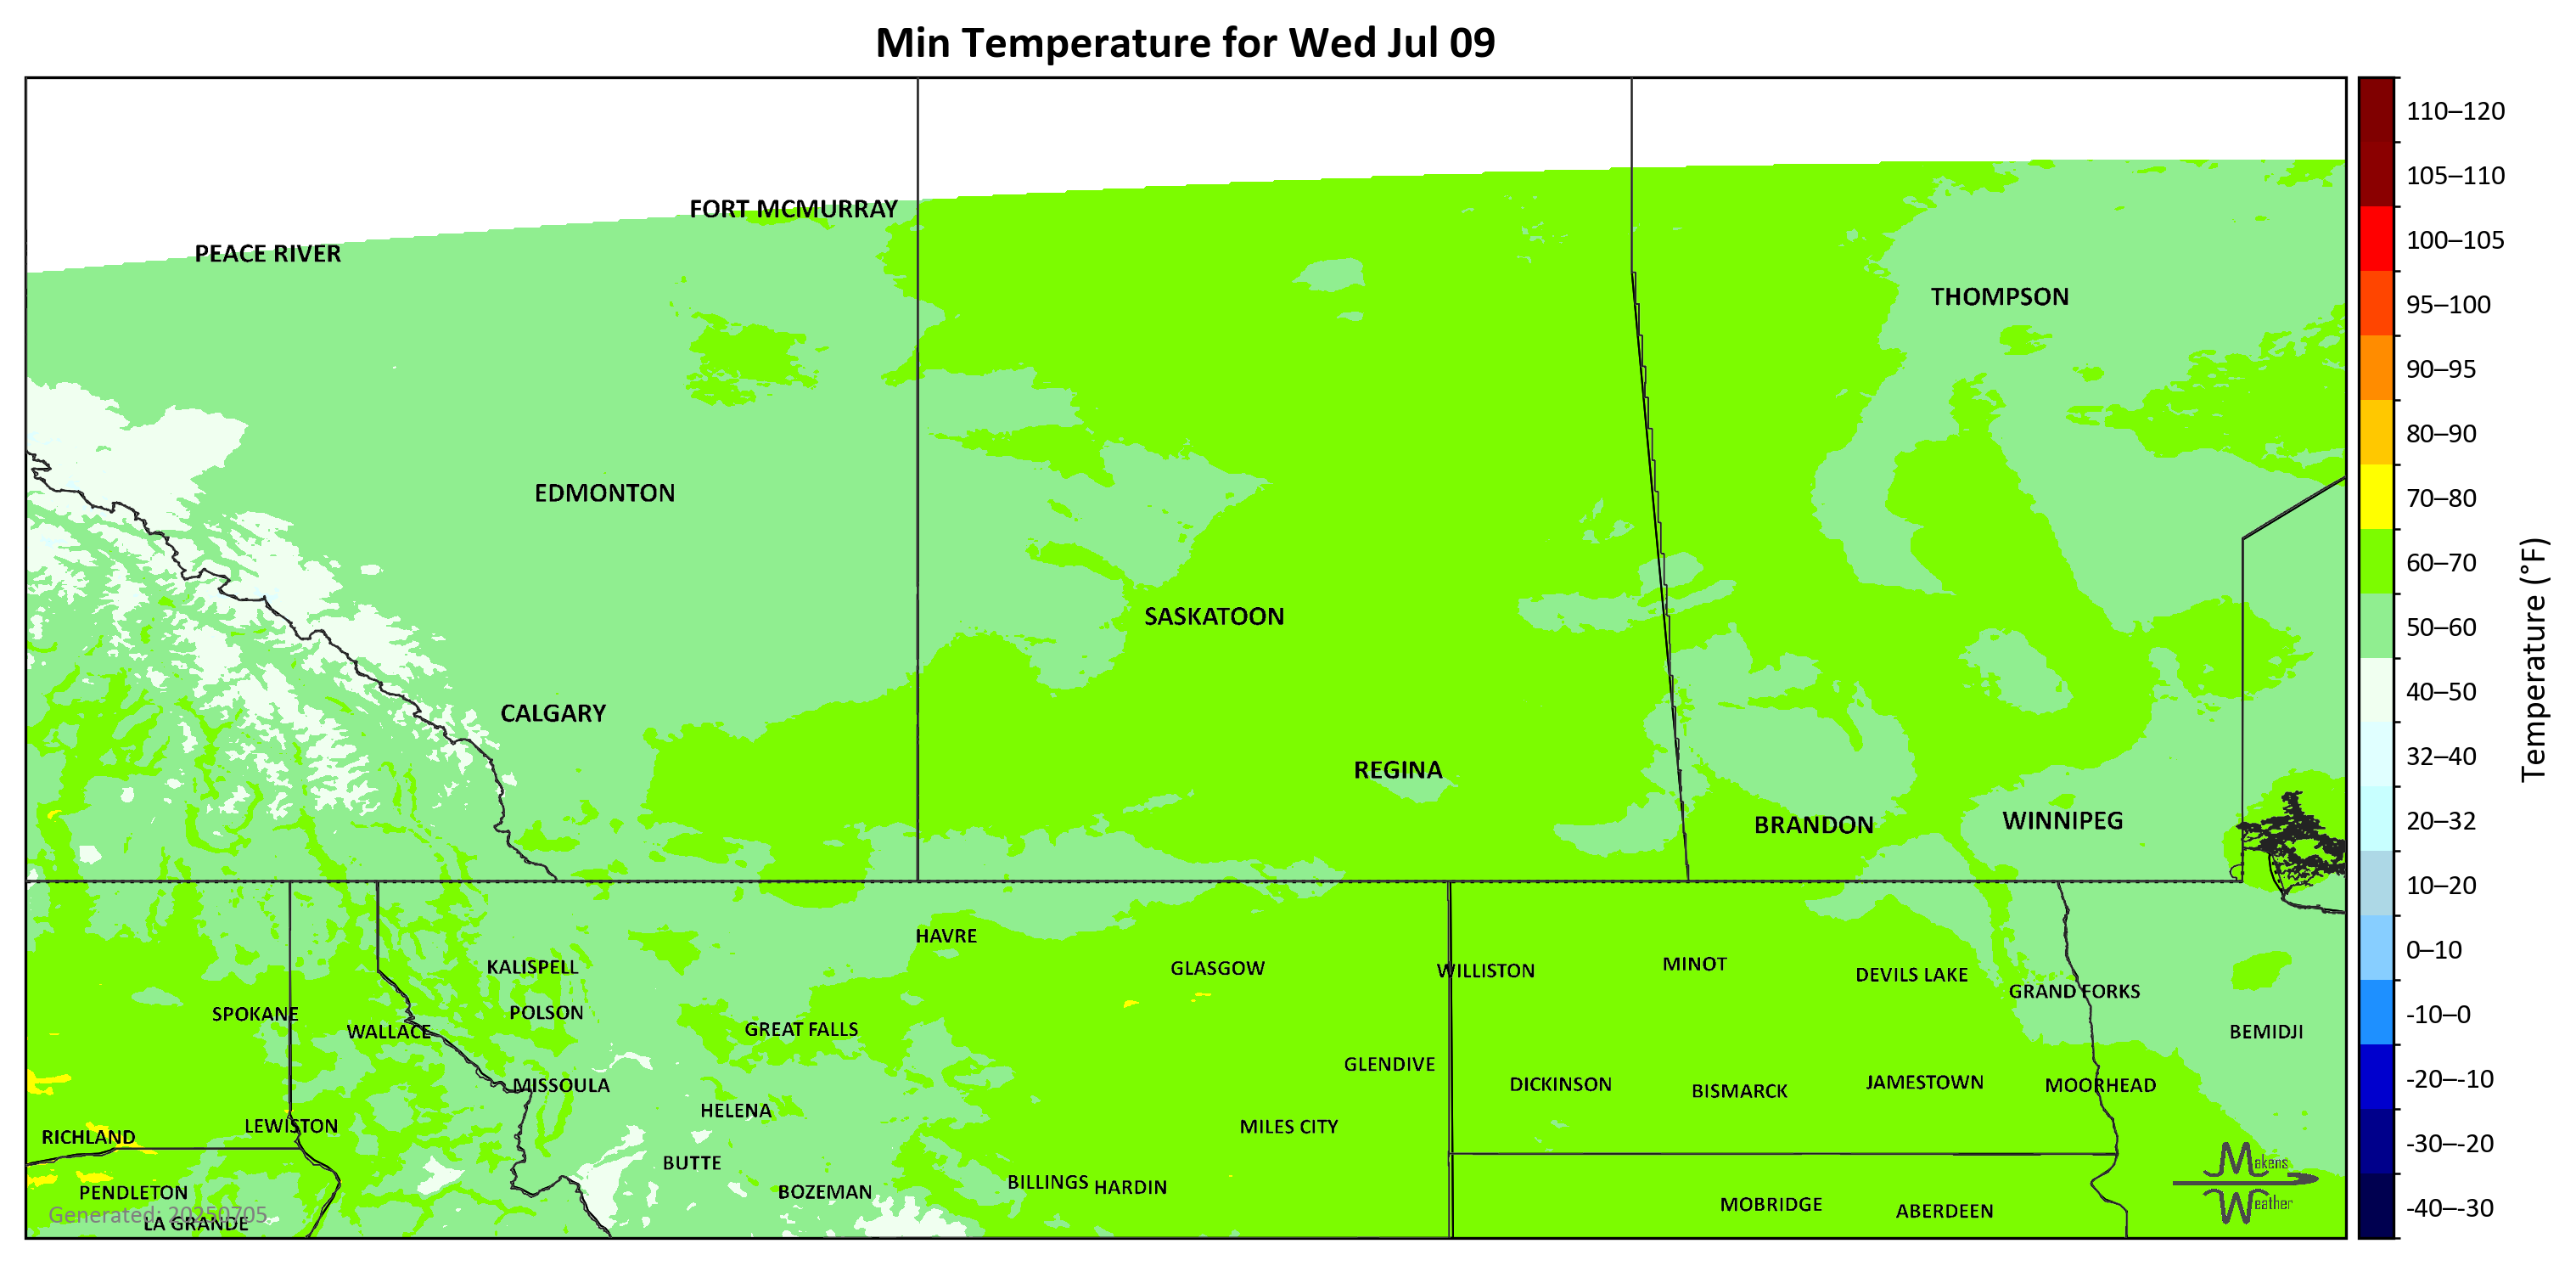 Min Temperature for Wed Jul 09
110–120
105–110
100–105
95–100
90–95
80–90
70–80
60–70
50–60
40–50
32–40
20–32
10–20
0–10
-10–0
-20–-10
-30–-20
-40–-30
Temperature (°F)
FORT MCMURRAY
PEACE RIVER
THOMPSON
EDMONTON
SASKATOON
CALGARY
REGINA
BRANDON
WINNIPEG
HAVRE
KALISPELL
GLASGOW
WILLISTON
MINOT
DEVILS LAKE
GRAND FORKS
SPOKANE
POLSON
WALLACE
GREAT FALLS
BEMIDJI
GLENDIVE
MISSOULA
DICKINSON
BISMARCK
JAMESTOWN
MOORHEAD
HELENA
LEWISTON
MILES CITY
RICHLAND
BUTTE
BILLINGS
HARDIN
PENDLETON
BOZEMAN
MOBRIDGE
ABERDEEN
LA GRANDE
Generated: 20250705
Makens
Weather